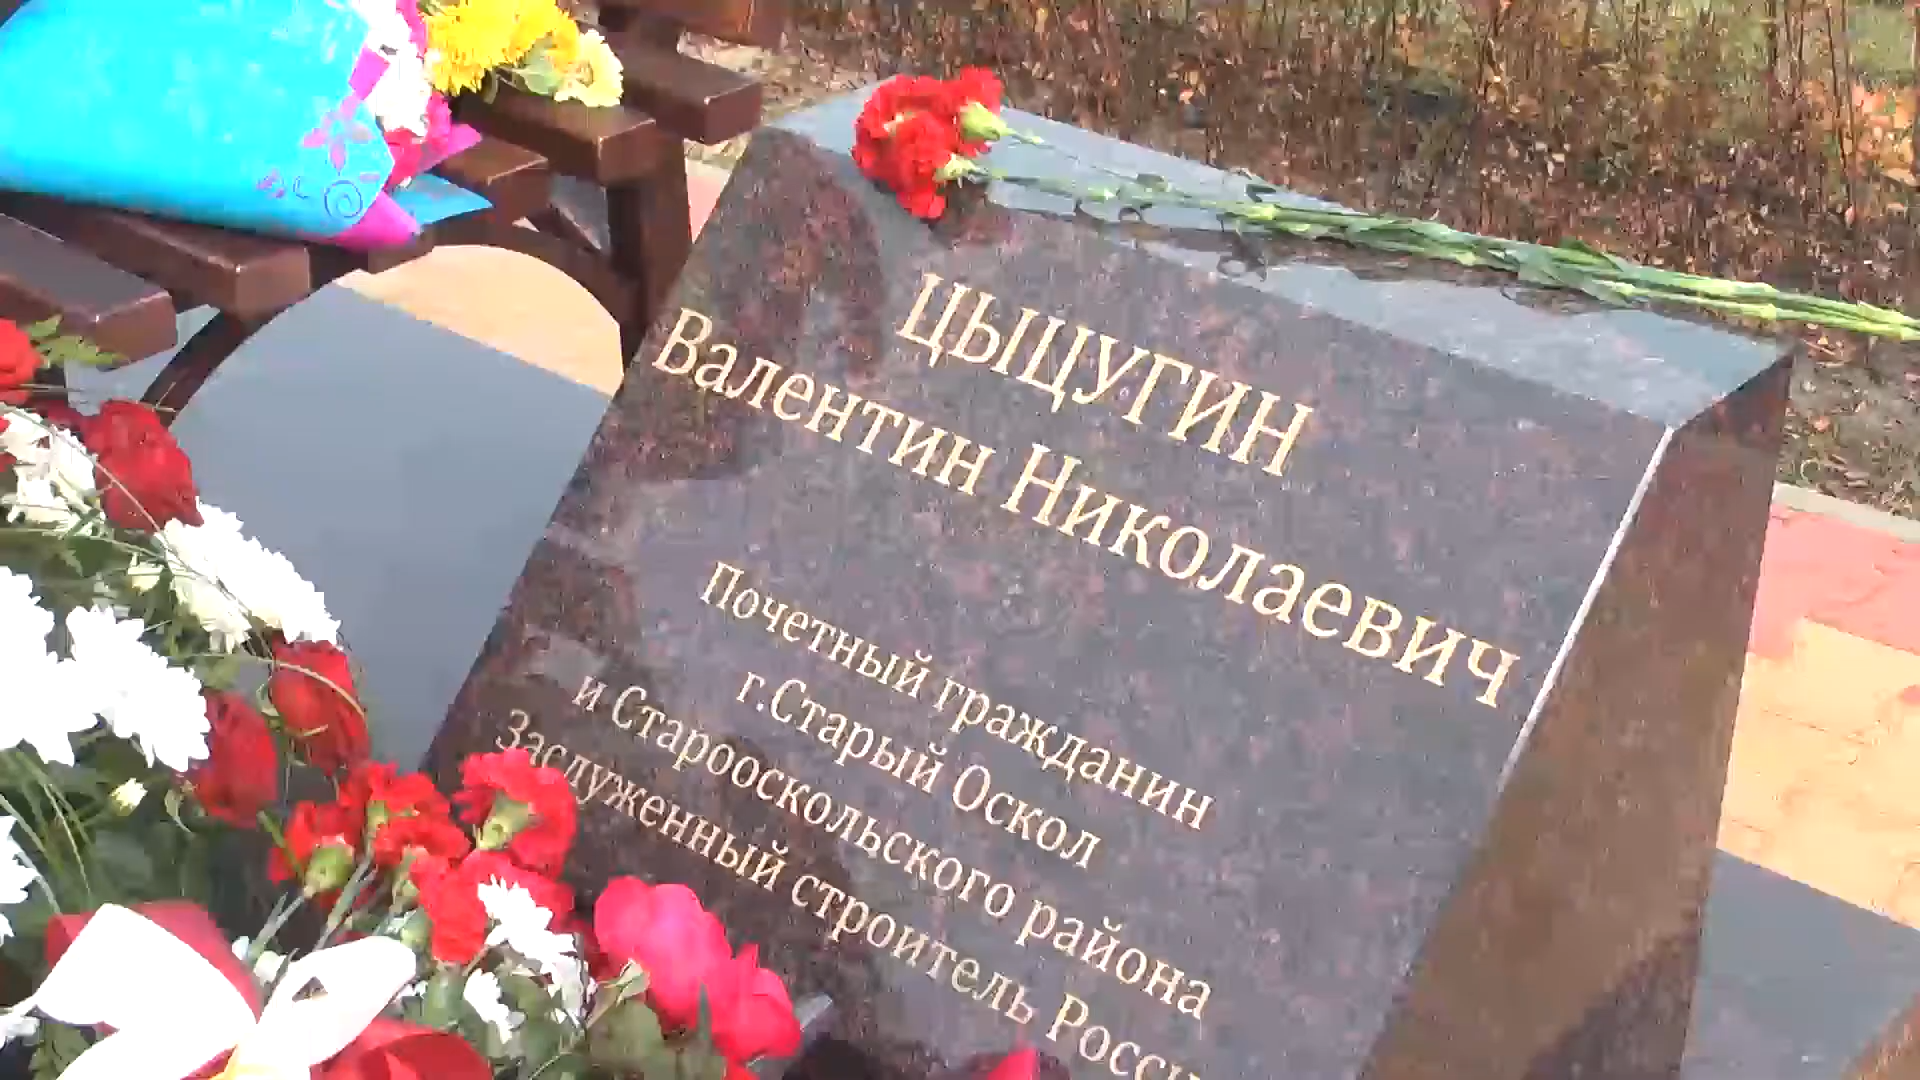 ЦЫЦУГИН
Валентин Николаевич
Почетный гражданин
г.Старый Оскол
и Старооскольского района
Заслуженный строитель